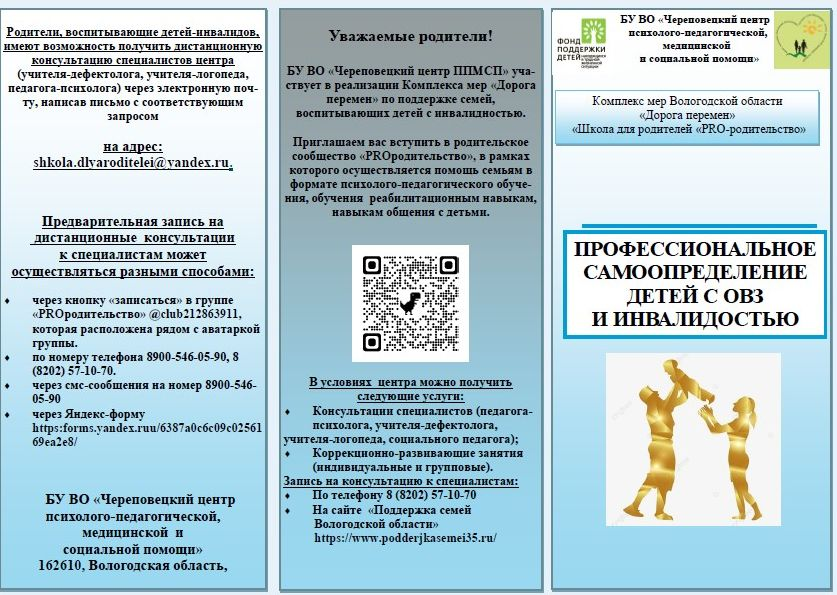 Родители, воспитывающие детей-инвалидов,
имеют возможность получить дистанционную
консультацию специалистов центра
(учителя-дефектолога, учителя-логопеда,
педагога-психолога) через электронную поч-
ту, написав письмо с соответствующим
запросом
на адрес:
shkola.dlyaroditelei@yandex.ru.
Предварительная запись на
дистанционные консультации
к специалистам может
осуществляться разными способами:
♦ через кнопку «записаться» в группе
«PROродительство» @club212863911,
которая расположена рядом с аватаркой
группы.
♦ по номеру телефона 8900-546-05-90, 8
(8202) 57-10-70.
♦ через смс-сообшения на номер 8900-546-
05-90
♦ через Яндекс-форму
https:forms.yandex.ruu/6387a0c6c09c02561
69ea2e8/
БУ ВО «Череповецкий центр
психолого-педагогической,
медицинской и
социальной помощи»
162610, Вологодская область,
Уважаемые родители!
БУ ВО «Череповецкий центр ППМСП» уча-
ствует в реализации Комплекса мер «Дорога
перемен» по поддержке семей,
воспитывающих детей с инвалидностью.
Приглашаем вас вступить в родительское
сообщество «PROродительство», в рамках
которого осуществляется помощь семьям в
формате психолого-педагогического обуче-
ния, обучения реабилитационным навыкам,
навыкам общения с детьми.
В условиях центра можно получить
следующие услуги:
♦ Консультации специалистов (педагога-
психолога, учителя-дефектолога,
учителя-логопеда, социального педагога);
♦ Коррекционно-развивающие занятия
(индивидуальные и групповые).
Запись на консультацию к специалистам:
♦ По телефону 8 (8202) 57-10-70
♦ На сайте «Поддержка семей
Вологодской области»
https://www.podderjkasemei35.ru/
ФОНД
ПОДДЕРЖКИ
ДЕТЕЙ
БУ ВО «Череповецкий центр
психолого-педагогической,
медицинской
и социальной помощи»
Комплекс мер Вологодской области
«Дорога перемен»
«Школа для родителей «PRO-родительство»
ПРОФЕССИОНАЛЬНОЕ
САМООПРЕДЕЛЕНИЕ
ДЕТЕЙ С ОВЗ
И ИНВАЛИДОСТЬЮ